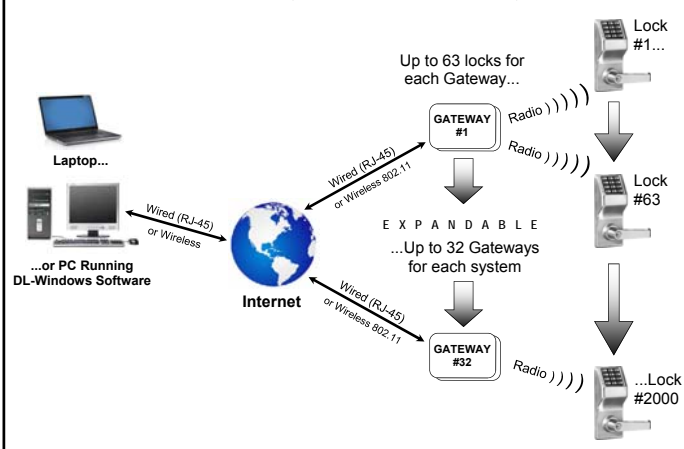 Laptop...
...or PC Running
DL-Windows Software
Wired (RJ-45)
or Wireless
Internet
Wired (RJ-45)
or Wireless 802.11
Wired (RJ-45)
or Wireless 802.11
Up to 63 locks for
each Gateway...
GATEWAY
#1
Radio ) ) ) ) )
Radio ) ) ) ) )
E X P A N D A B L E
...Up to 32 Gateways
for each system
GATEWAY
#32
Radio ) ) ) )
Lock
#1...
Lock
#63
...Lock
#2000